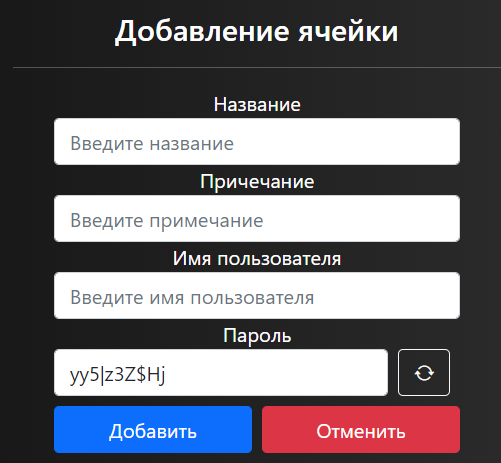 Добавление ячейки
Название
Введите название
Причечание
Введите примечание
Имя пользователя
Введите имя пользователя
Пароль
yy5|z3Z$Hj
Добавить Отменить